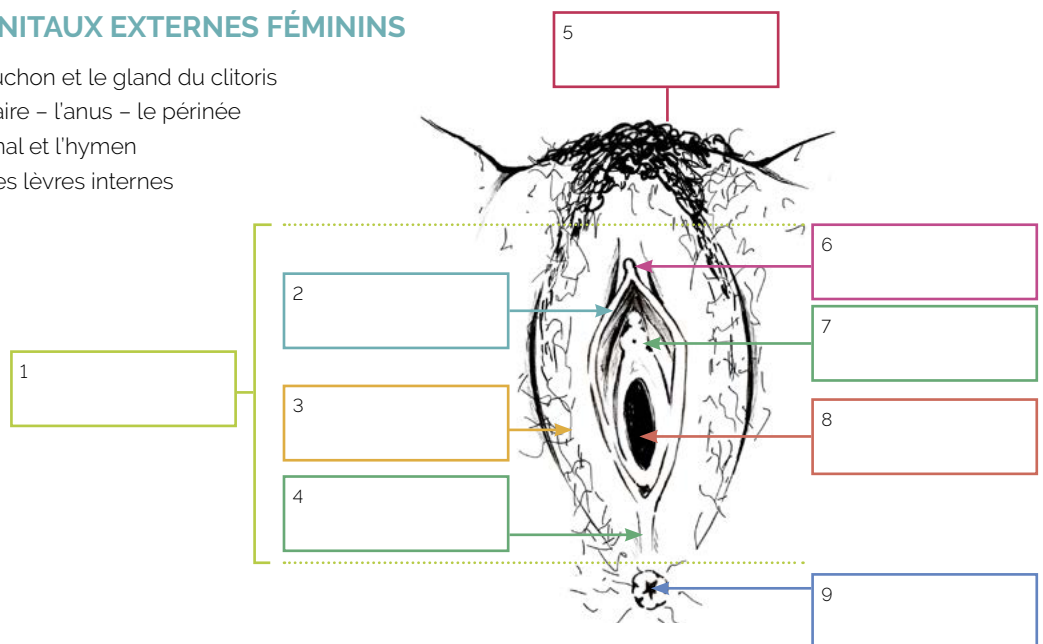 NITAUX EXTERNES FÉMININS
uchon et le gland du clitoris
aire – l'anus – le périnée
nal et l'hymen
es lèvres internes
5
6
2
7
1
3
8
4
9